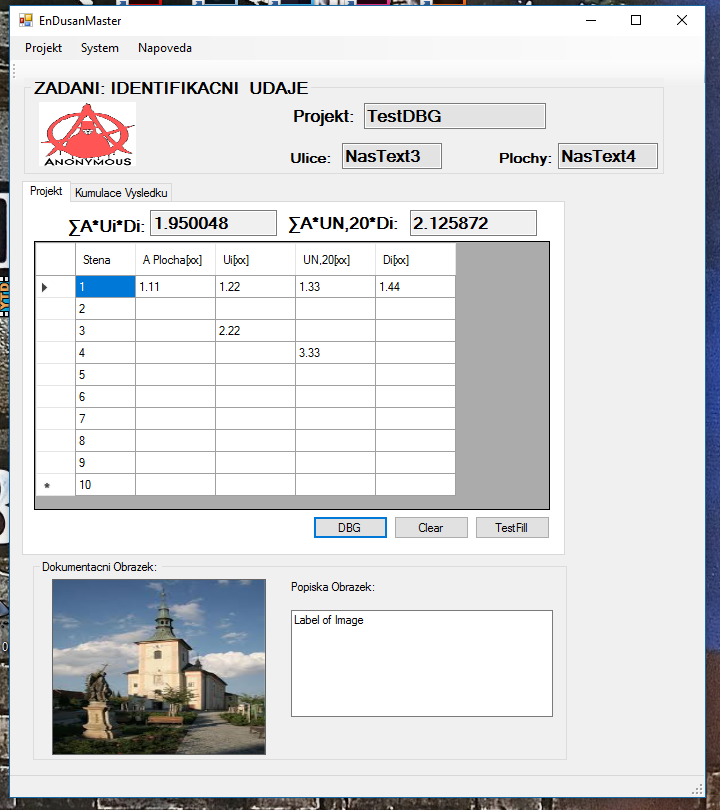 EnDusanMaster
Projekt System Napoveda
ZADANI: IDENTIFIKACNI UDAJE
ANONYMOUS
Projekt: TestDBG
Ulice: NasText3 Plochy: NasText4
Projekt Kumulace Vysledku
∑A*Ui*Di: 1.950048 ∑A*UN,20*Di: 2.125872
Stena A Plocha[xx] Ui[xx] UN,20[xx] Di[xx]
1 1.11 1.22 1.33 1.44
2
3 2.22
4 3.33
5
6
7
8
9
* 10
DBG Clear TestFill
Dokumentacni Obrazek:
Popiska Obrazek:
Label of Image
YTD
0